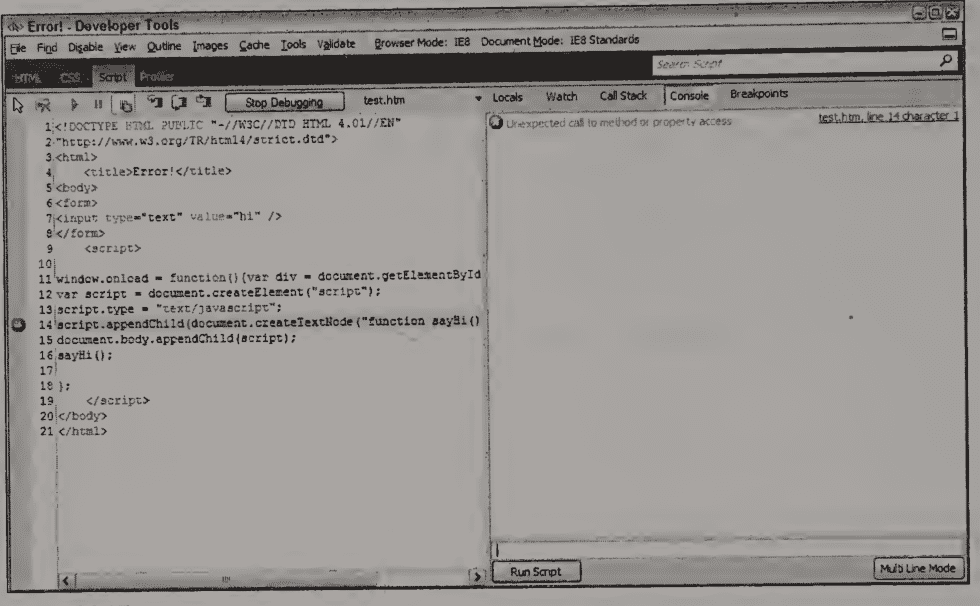 Error! - Developer Tools
File Find Disable View Outline Images Cache Tools Validate Browser Mode: IE8 Document Mode: IE8 Standards
HTML CSS Script Profiler
Search Script
Stop Debugging test.htm
Locals Watch Call Stack Console Breakpoints
1 <!DOCTYPE HTML PUBLIC "-//W3C//DTD HTML 4.01//EN"
2 "http://www.w3.org/TR/html4/strict.dtd">
3 <html>
4 <title>Error!</title>
5 <body>
6 <form>
7 <input type="text" value="hi" />
8 </form>
9 <script>
10
11 window.onload = function(){var div = document.getElementById
12 var script = document.createElement("script");
13 script.type = "text/javascript";
14 script.appendChild(document.createTextNode("function sayHi()
15 document.body.appendChild(script);
16 sayHi();
17
18 };
19 </script>
20 </body>
21 </html>
Unexpected call to method or property access
test.htm, line 14 character 1
Run Script
Multi Line Mode